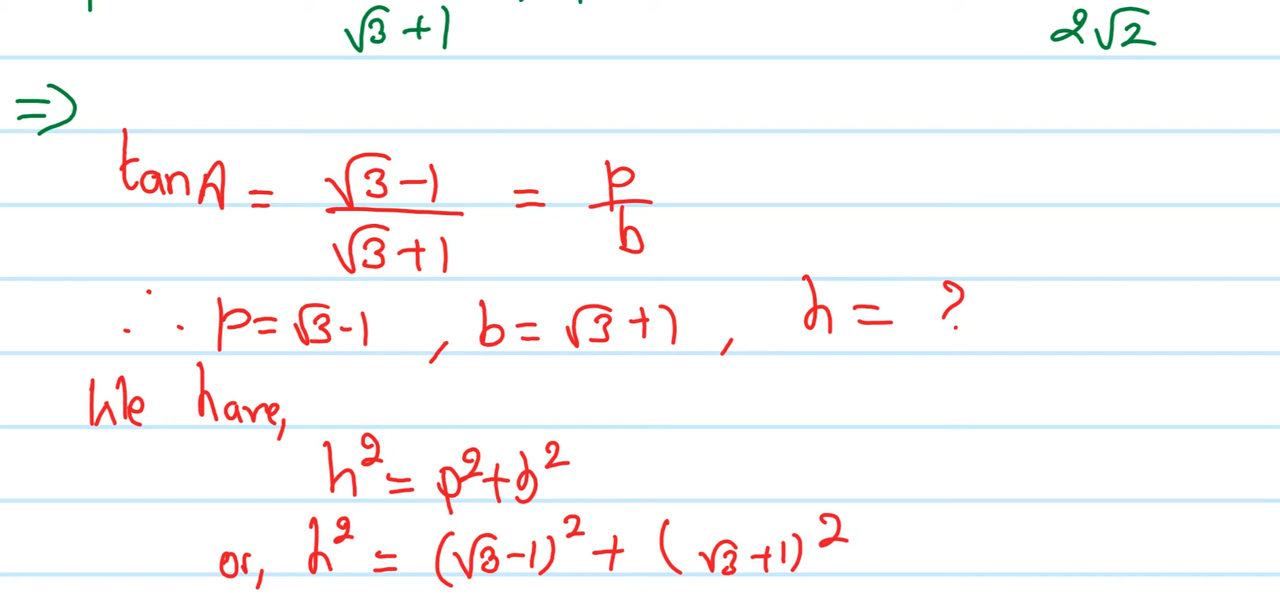 √3+1 2√2
⇒
tan A = (√3-1)/(√3+1) = p/b
∴ p=√3-1, b=√3+1, h= ?
We have,
h²=p²+b²
or, h² = (√3-1)²+(√3+1)²